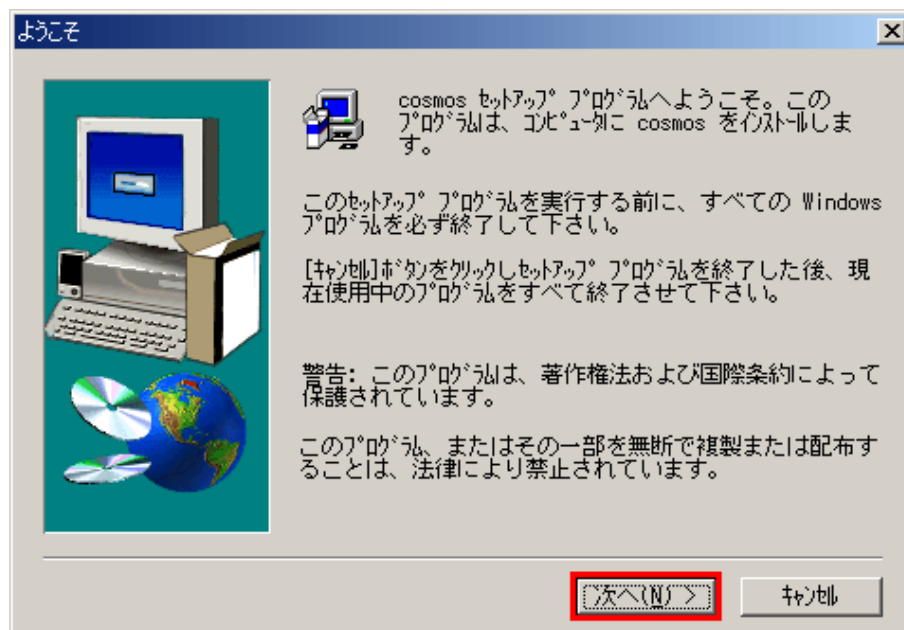 ようこそ
cosmos ｾｯﾄｱｯﾌﾟ ﾌﾟﾛｸﾞﾗﾑへようこそ。この
ﾌﾟﾛｸﾞﾗﾑは、ｺﾝﾋﾟｭｰﾀに cosmos をｲﾝｽﾄｰﾙしま
す。
このｾｯﾄｱｯﾌﾟ ﾌﾟﾛｸﾞﾗﾑを実行する前に、すべての Windows
ﾌﾟﾛｸﾞﾗﾑを必ず終了して下さい。
[ｷｬﾝｾﾙ]ﾎﾞﾀﾝをｸﾘｯｸしｾｯﾄｱｯﾌﾟ ﾌﾟﾛｸﾞﾗﾑを終了した後、現
在使用中のﾌﾟﾛｸﾞﾗﾑをすべて終了させて下さい。
警告: このﾌﾟﾛｸﾞﾗﾑは、著作権法および国際条約によって
保護されています。
このﾌﾟﾛｸﾞﾗﾑ、またはその一部を無断で複製または配布す
ることは、法律により禁止されています。
次へ(N) >
ｷｬﾝｾﾙ